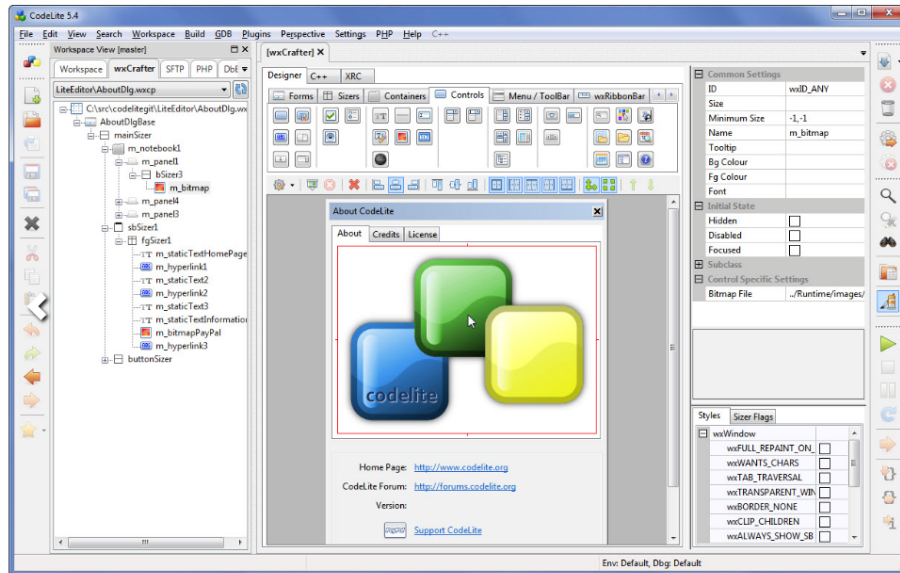 CodeLite 5.4
File Edit View Search Workspace Build GDB Plugins Perspective Settings PHP Help C++
Workspace View [master]
Workspace wxCrafter SFTP PHP DbE
LiteEditor\AboutDlg.wxcp
C:\src\codelitegit\LiteEditor\AboutDlg.wx
AboutDlgBase
mainSizer
m_notebook1
m_panel1
bSizer3
m_bitmap
m_panel4
m_panel3
sbSizer1
fgSizer1
m_staticTextHomePage
m_hyperlink1
m_staticText2
m_hyperlink2
m_staticText3
m_staticTextInformation
m_bitmapPayPal
m_hyperlink3
buttonSizer
[wxCrafter]
Designer C++ XRC
Forms Sizers Containers Controls Menu / ToolBar wxRibbonBar
About CodeLite
About Credits License
codelite
Home Page: http://www.codelite.org
CodeLite Forum: http://forums.codelite.org
Version:
Support CodeLite
Common Settings
ID wxID_ANY
Size
Minimum Size -1,-1
Name m_bitmap
Tooltip
Bg Colour
Fg Colour
Font
Initial State
Hidden
Disabled
Focused
Subclass
Control Specific Settings
Bitmap File ../Runtime/images/
Styles Sizer Flags
wxWindow
wxFULL_REPAINT_ON_
wxWANTS_CHARS
wxTAB_TRAVERSAL
wxTRANSPARENT_WIN
wxBORDER_NONE
wxCLIP_CHILDREN
wxALWAYS_SHOW_SB
Env: Default, Dbg: Default